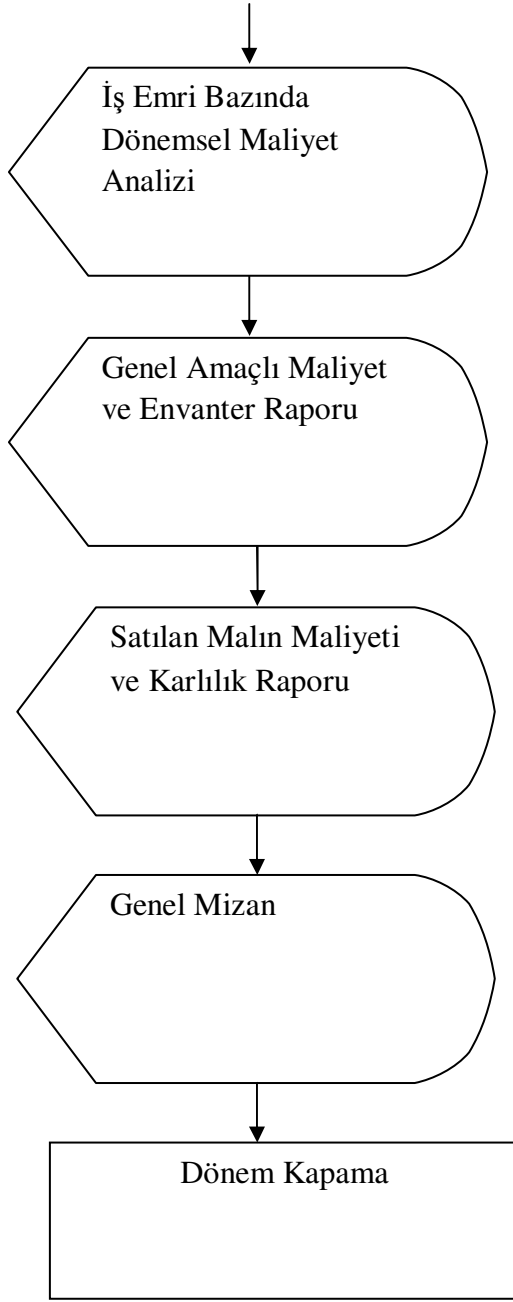 İş Emri Bazında
Dönemsel Maliyet
Analizi
Genel Amaçlı Maliyet
ve Envanter Raporu
Satılan Malın Maliyeti
ve Karlılık Raporu
Genel Mizan
Dönem Kapama